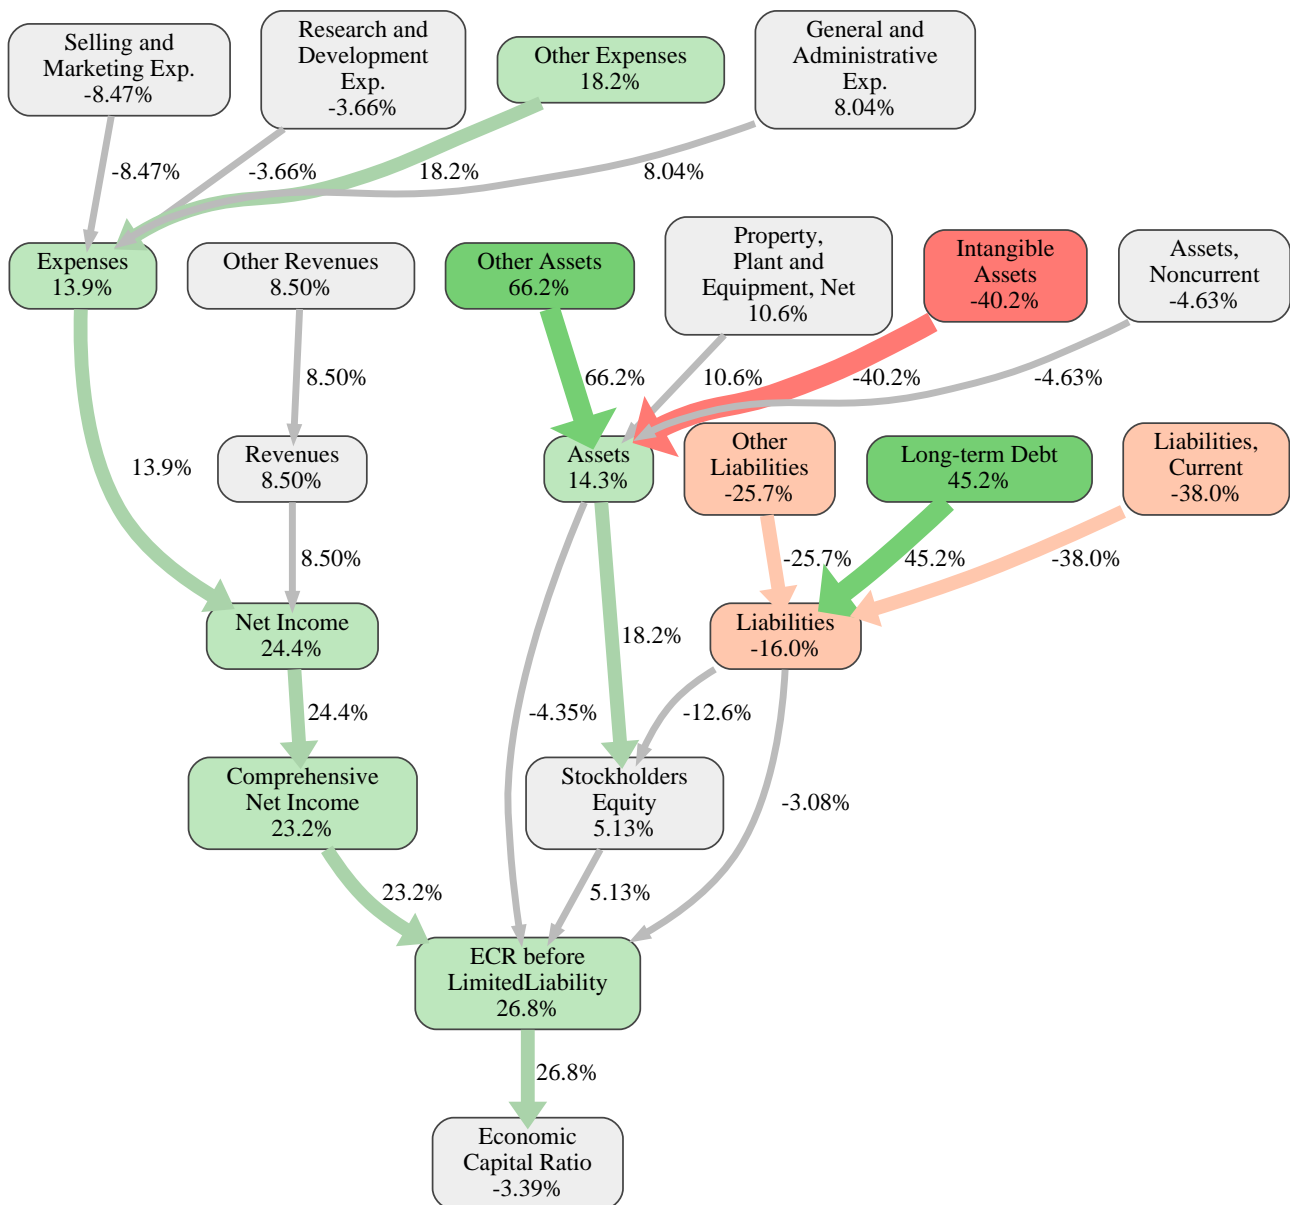 Selling and
Marketing Exp.
-8.47%
Research and
Development
Exp.
-3.66%
Other Expenses
18.2%
General and
Administrative
Exp.
8.04%
-8.47%
-3.66%
18.2%
8.04%
Expenses
13.9%
Other Revenues
8.50%
Other Assets
66.2%
Property,
Plant and
Equipment, Net
10.6%
Intangible
Assets
-40.2%
Assets,
Noncurrent
-4.63%
8.50%
66.2%
10.6%
-40.2%
-4.63%
13.9%
Revenues
8.50%
Assets
14.3%
Other
Liabilities
-25.7%
Long-term Debt
45.2%
Liabilities,
Current
-38.0%
8.50%
-25.7%
45.2%
-38.0%
Net Income
24.4%
18.2%
Liabilities
-16.0%
24.4%
-4.35%
-12.6%
-3.08%
Comprehensive
Net Income
23.2%
Stockholders
Equity
5.13%
23.2%
5.13%
ECR before
LimitedLiability
26.8%
26.8%
Economic
Capital Ratio
-3.39%